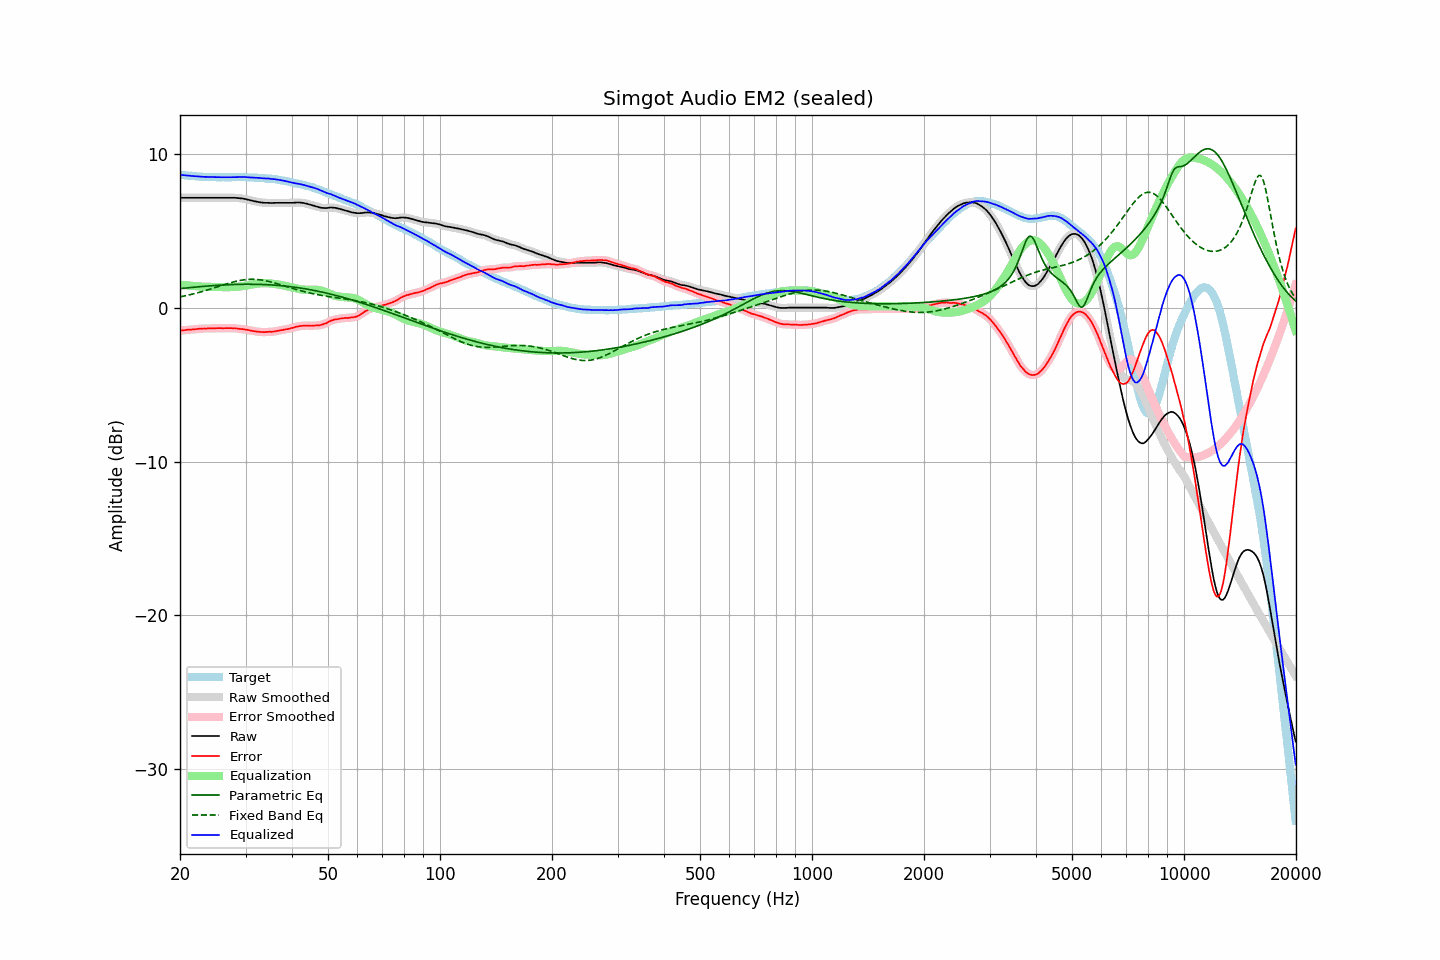 Simgot Audio EM2 (sealed)
Amplitude (dBr)
10
0
−10
−20
−30
Target
Raw Smoothed
Error Smoothed
Raw
Error
Equalization
Parametric Eq
Fixed Band Eq
Equalized
20 50 100 200 500 1000 2000 5000 10000 20000
Frequency (Hz)